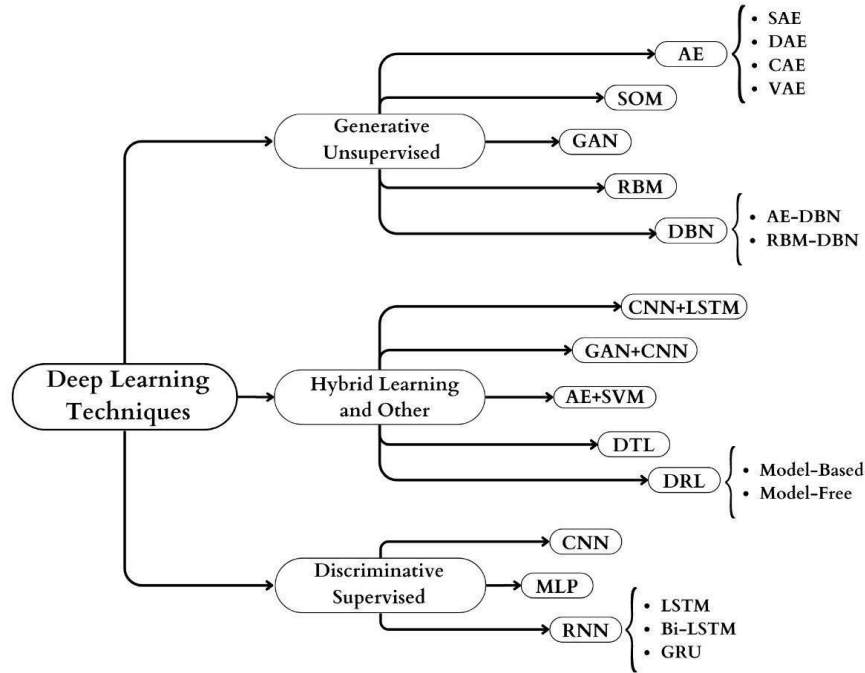 Deep Learning
Techniques
Generative
Unsupervised
AE
• SAE
• DAE
• CAE
• VAE
SOM
GAN
RBM
DBN
• AE-DBN
• RBM-DBN
Hybrid Learning
and Other
CNN+LSTM
GAN+CNN
AE+SVM
DTL
DRL
• Model-Based
• Model-Free
Discriminative
Supervised
CNN
MLP
RNN
• LSTM
• Bi-LSTM
• GRU